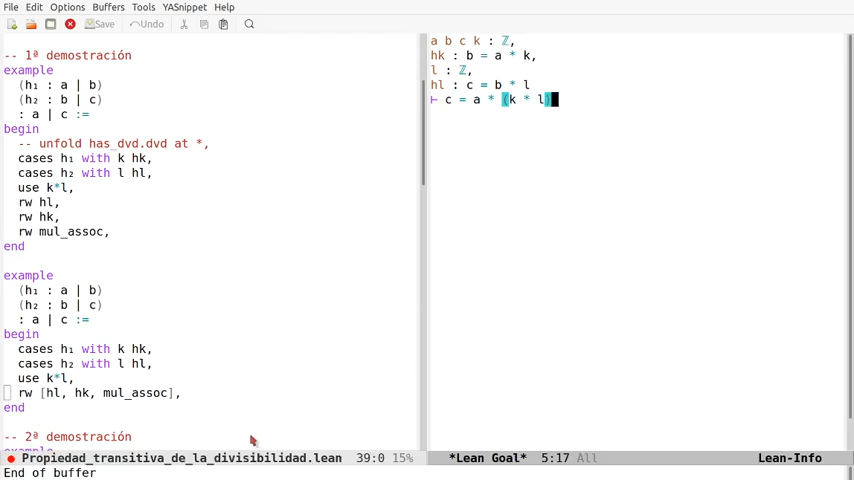 File Edit Options Buffers Tools YASnippet Help
Save Undo
-- 1ª demostración
example
(h₁ : a | b)
(h₂ : b | c)
: a | c :=
begin
-- unfold has_dvd.dvd at *,
cases h₁ with k hk,
cases h₂ with l hl,
use k*l,
rw hl,
rw hk,
rw mul_assoc,
end
example
(h₁ : a | b)
(h₂ : b | c)
: a | c :=
begin
cases h₁ with k hk,
cases h₂ with l hl,
use k*l,
rw [hl, hk, mul_assoc],
end
-- 2ª demostración
example
Propiedad_transitiva_de_la_divisibilidad.lean 39:0 15%
End of buffer
a b c k : ℤ,
hk : b = a * k,
l : ℤ,
hl : c = b * l
⊢ c = a * (k * l)
*Lean Goal* 5:17 All Lean-Info